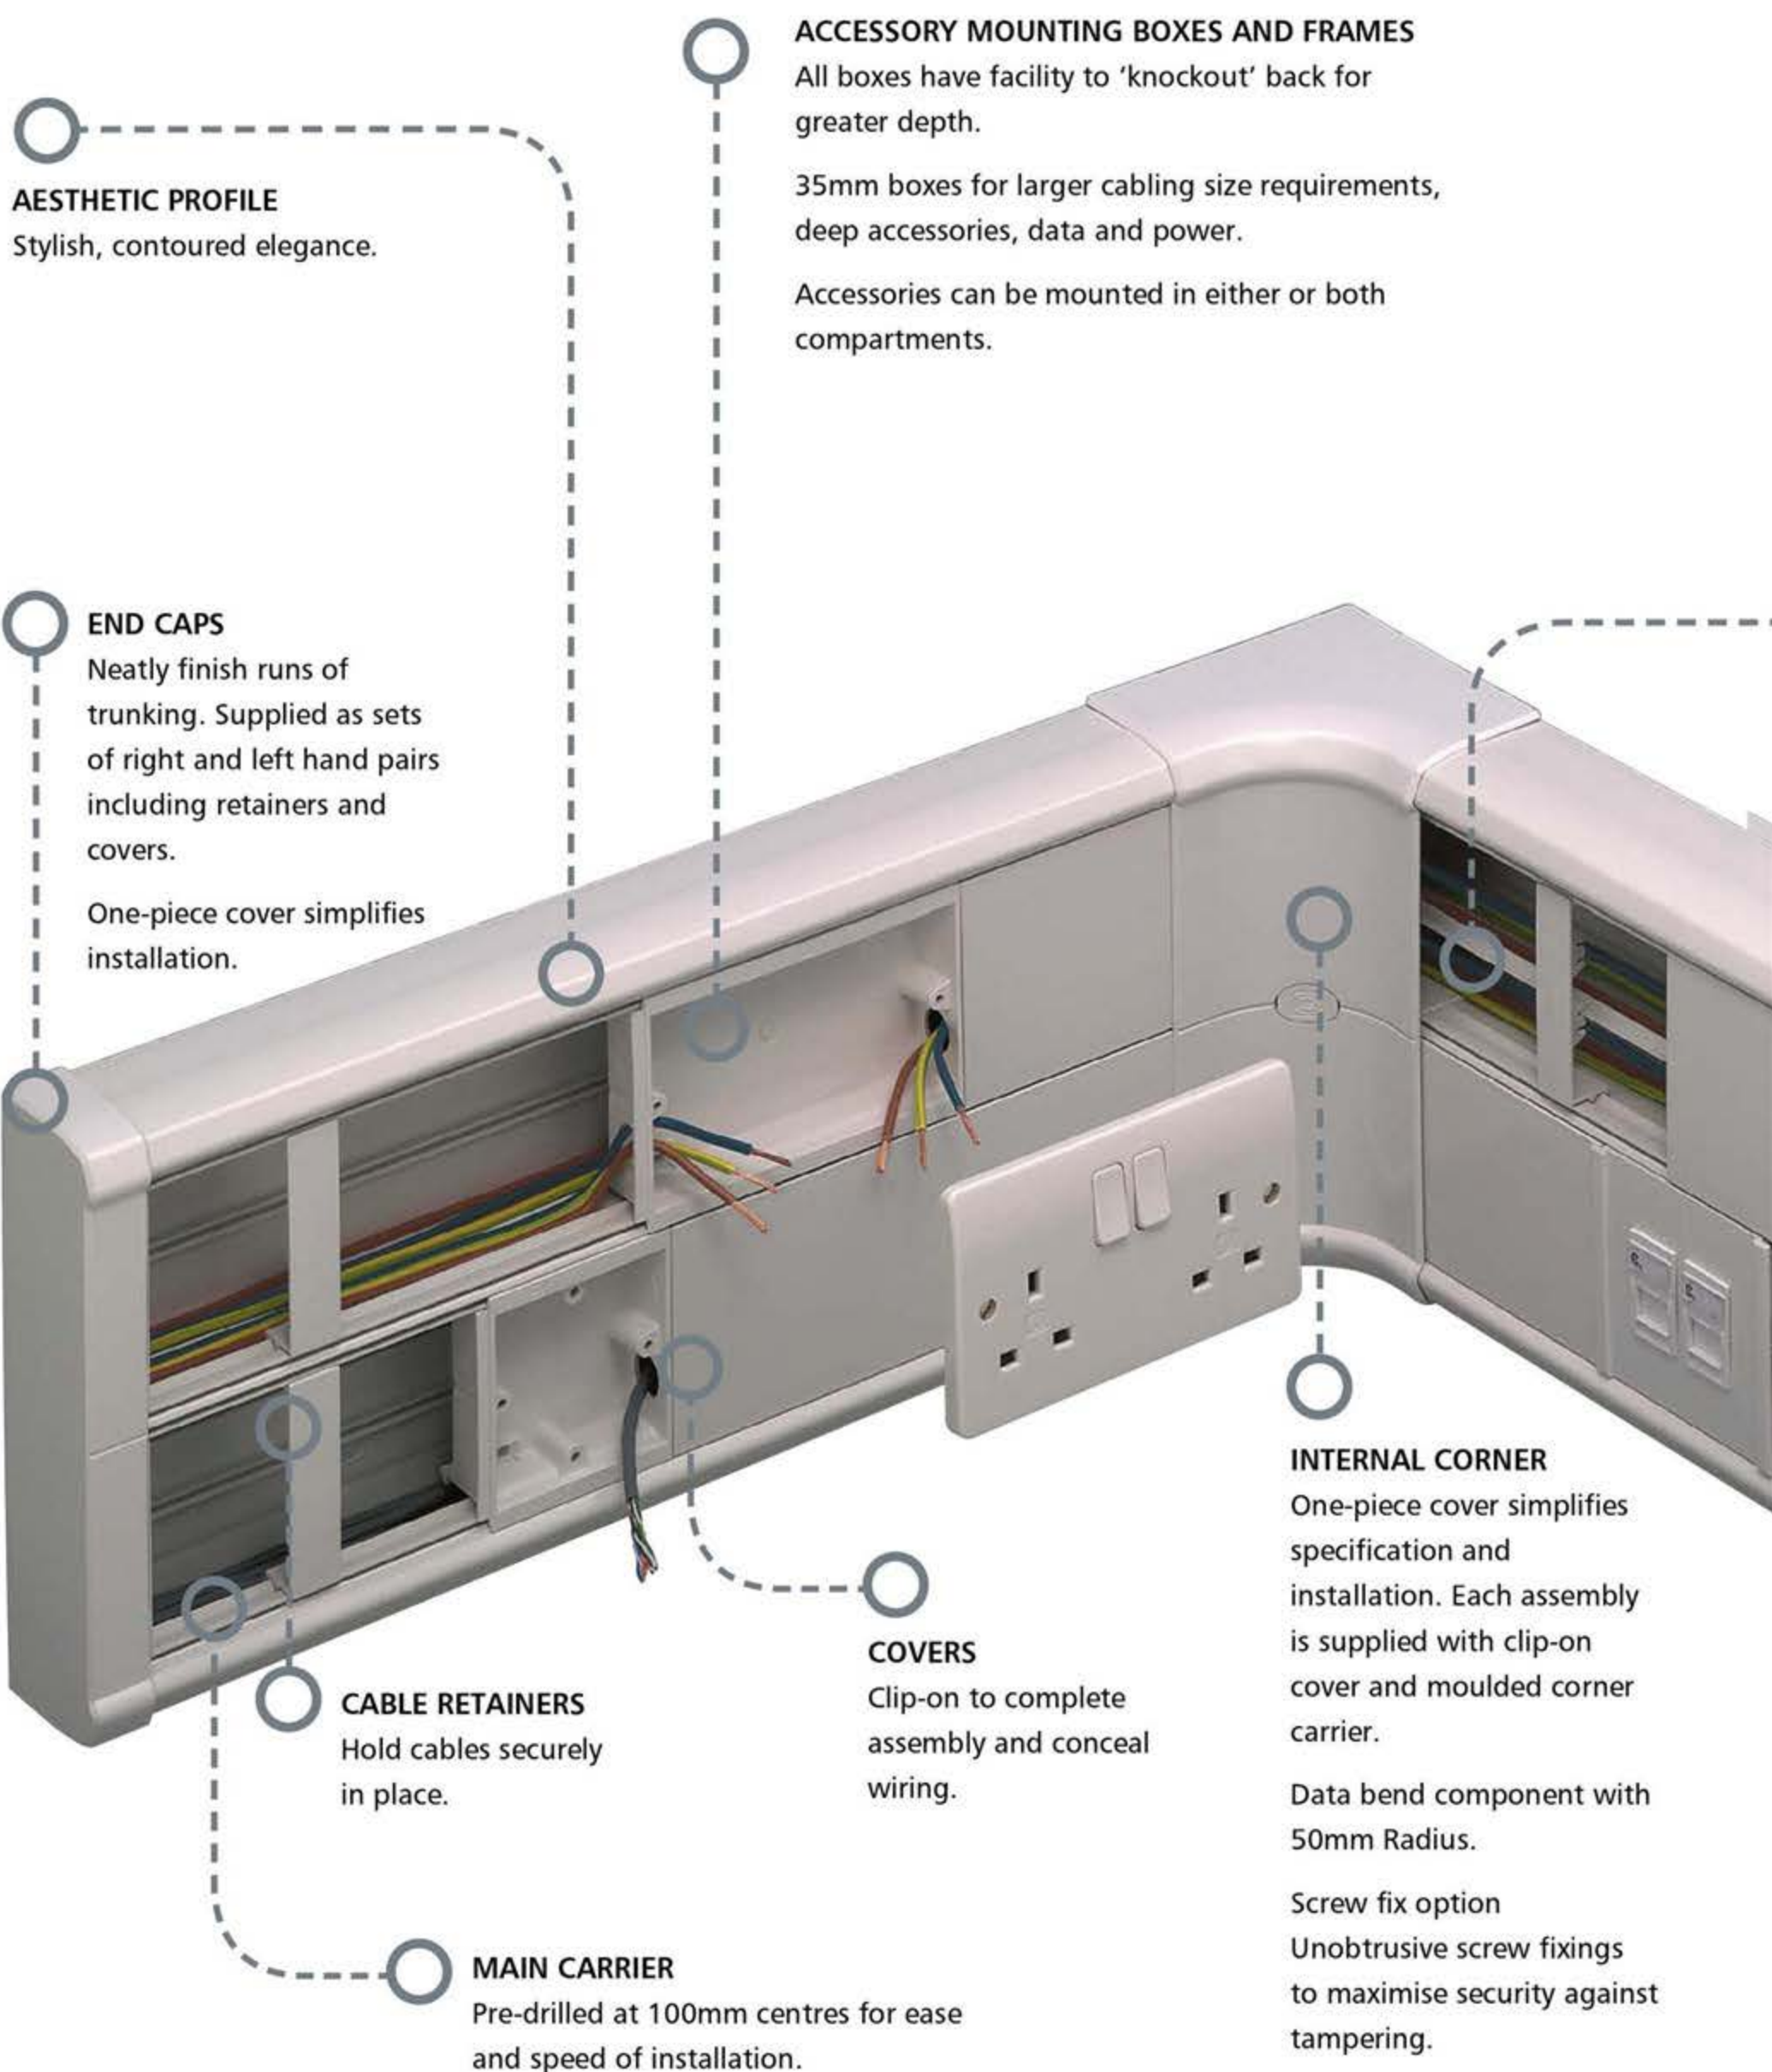 ACCESSORY MOUNTING BOXES AND FRAMES
All boxes have facility to ‘knockout’ back for
greater depth.
35mm boxes for larger cabling size requirements,
deep accessories, data and power.
Accessories can be mounted in either or both
compartments.
AESTHETIC PROFILE
Stylish, contoured elegance.
END CAPS
Neatly finish runs of
trunking. Supplied as sets
of right and left hand pairs
including retainers and
covers.
One-piece cover simplifies
installation.
INTERNAL CORNER
One-piece cover simplifies
specification and
installation. Each assembly
is supplied with clip-on
cover and moulded corner
carrier.
Data bend component with
50mm Radius.
Screw fix option
Unobtrusive screw fixings
to maximise security against
tampering.
COVERS
Clip-on to complete
assembly and conceal
wiring.
CABLE RETAINERS
Hold cables securely
in place.
MAIN CARRIER
Pre-drilled at 100mm centres for ease
and speed of installation.